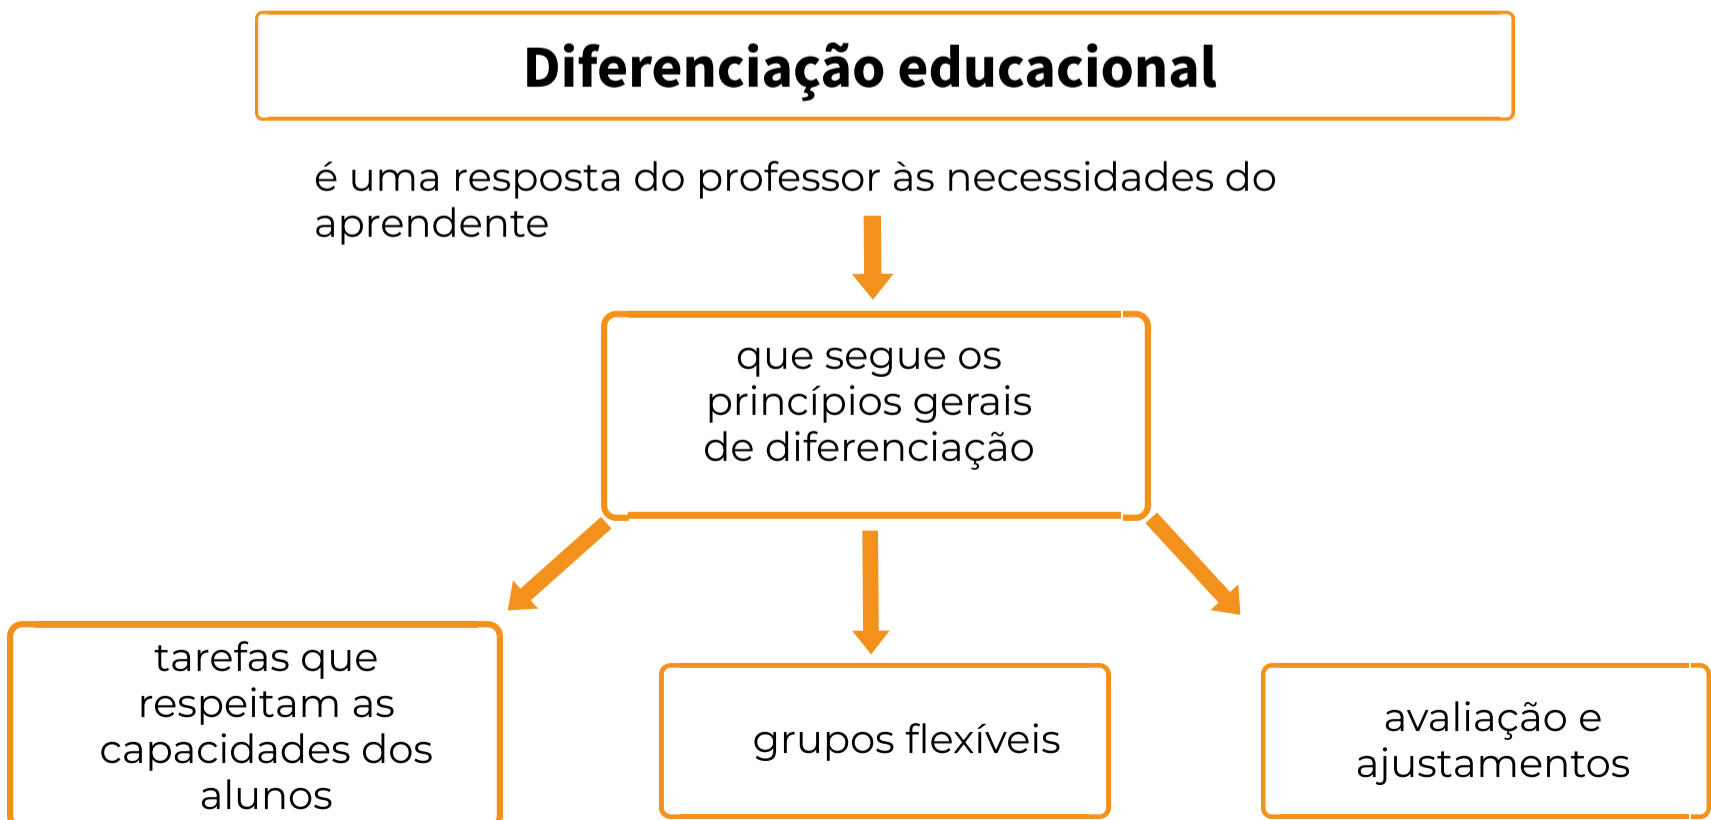 Diferenciação educacional
é uma resposta do professor às necessidades do
aprendente
que segue os
princípios gerais
de diferenciação
tarefas que
respeitam as
capacidades dos
alunos
grupos flexíveis
avaliação e
ajustamentos